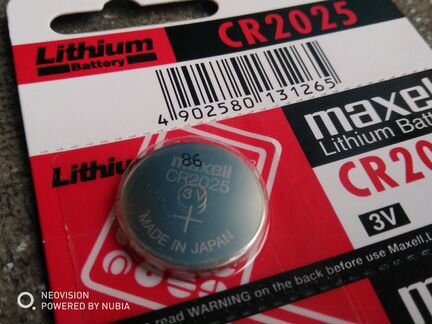 Lithium
Battery
CR2025
4 902580 131265
maxell
Lithium
CR20
3V
Lithiu
86
maxell
CR2025
3V
+
MADE IN JAPAN
read WARNING on the back before use Maxell.
NEOVISION
POWERED BY NUBIA